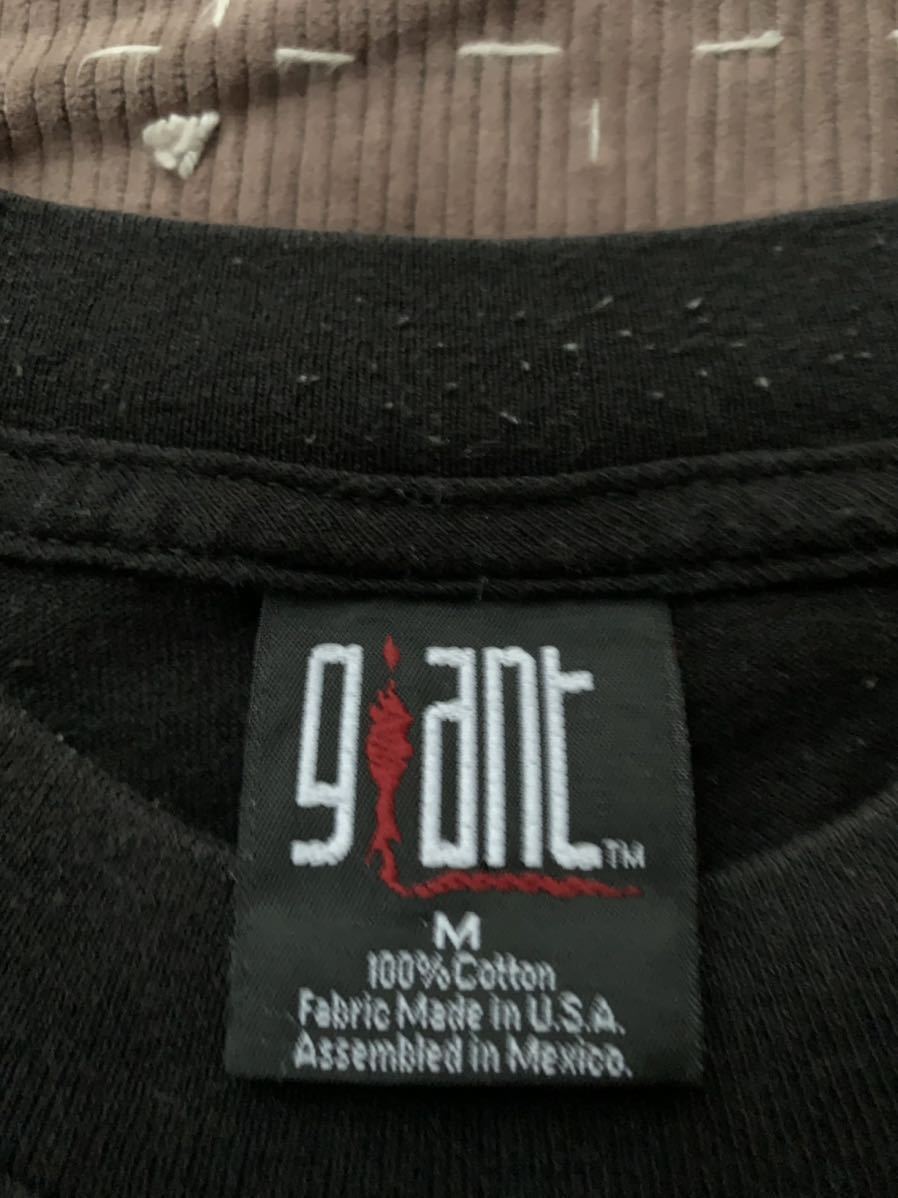 giant™
M
100% Cotton
Fabric Made in U.S.A.
Assembled in Mexico.